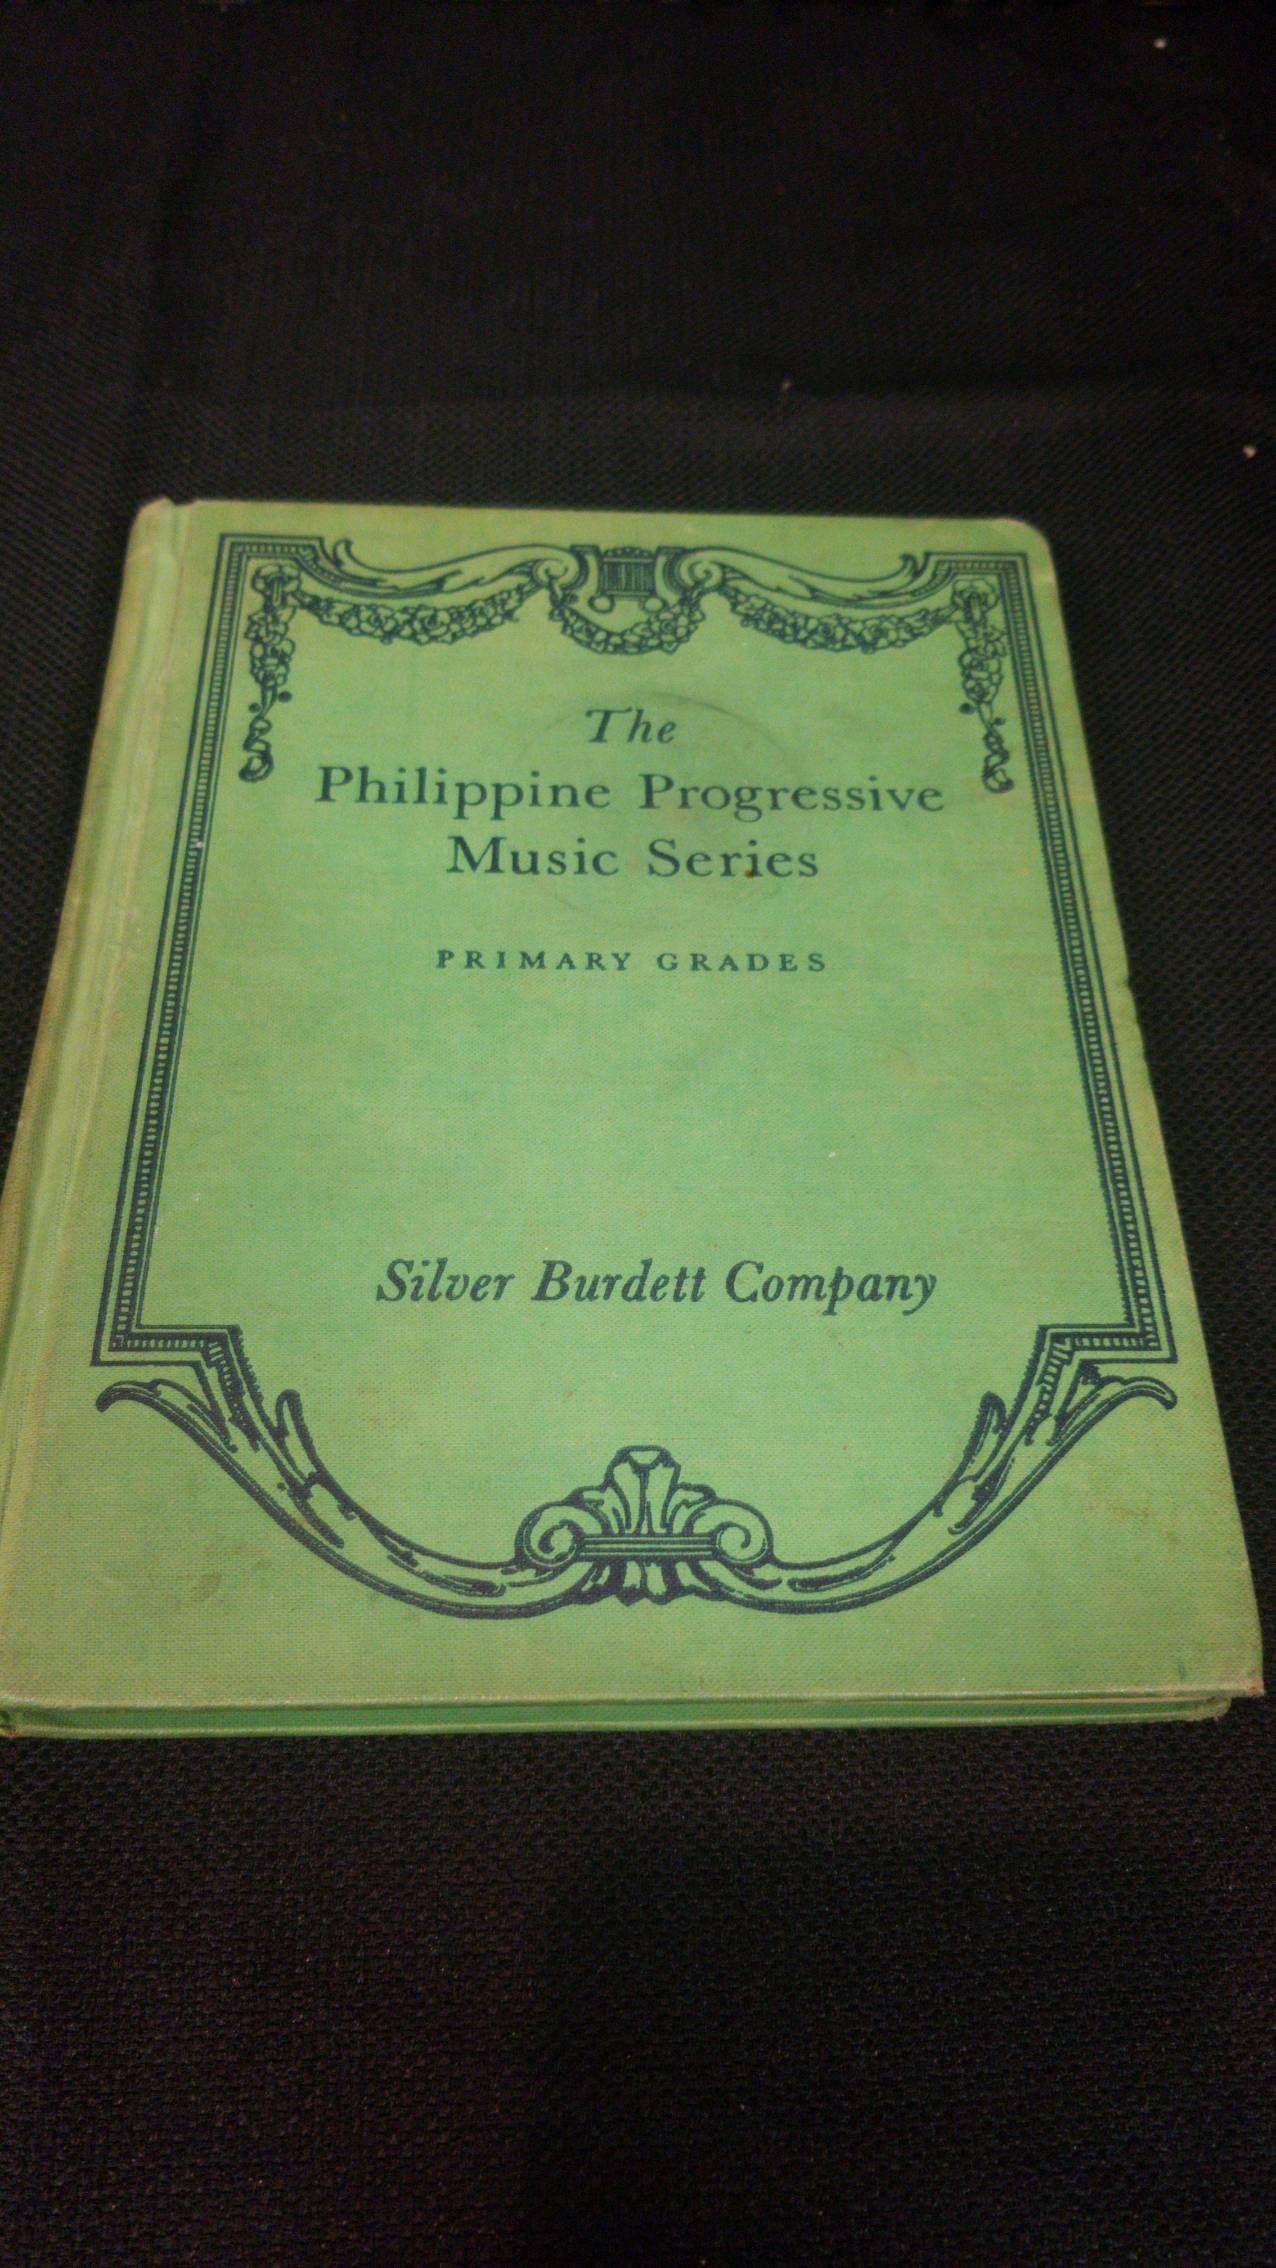 The
Philippine Progressive
Music Series
PRIMARY GRADES
Silver Burdett Company